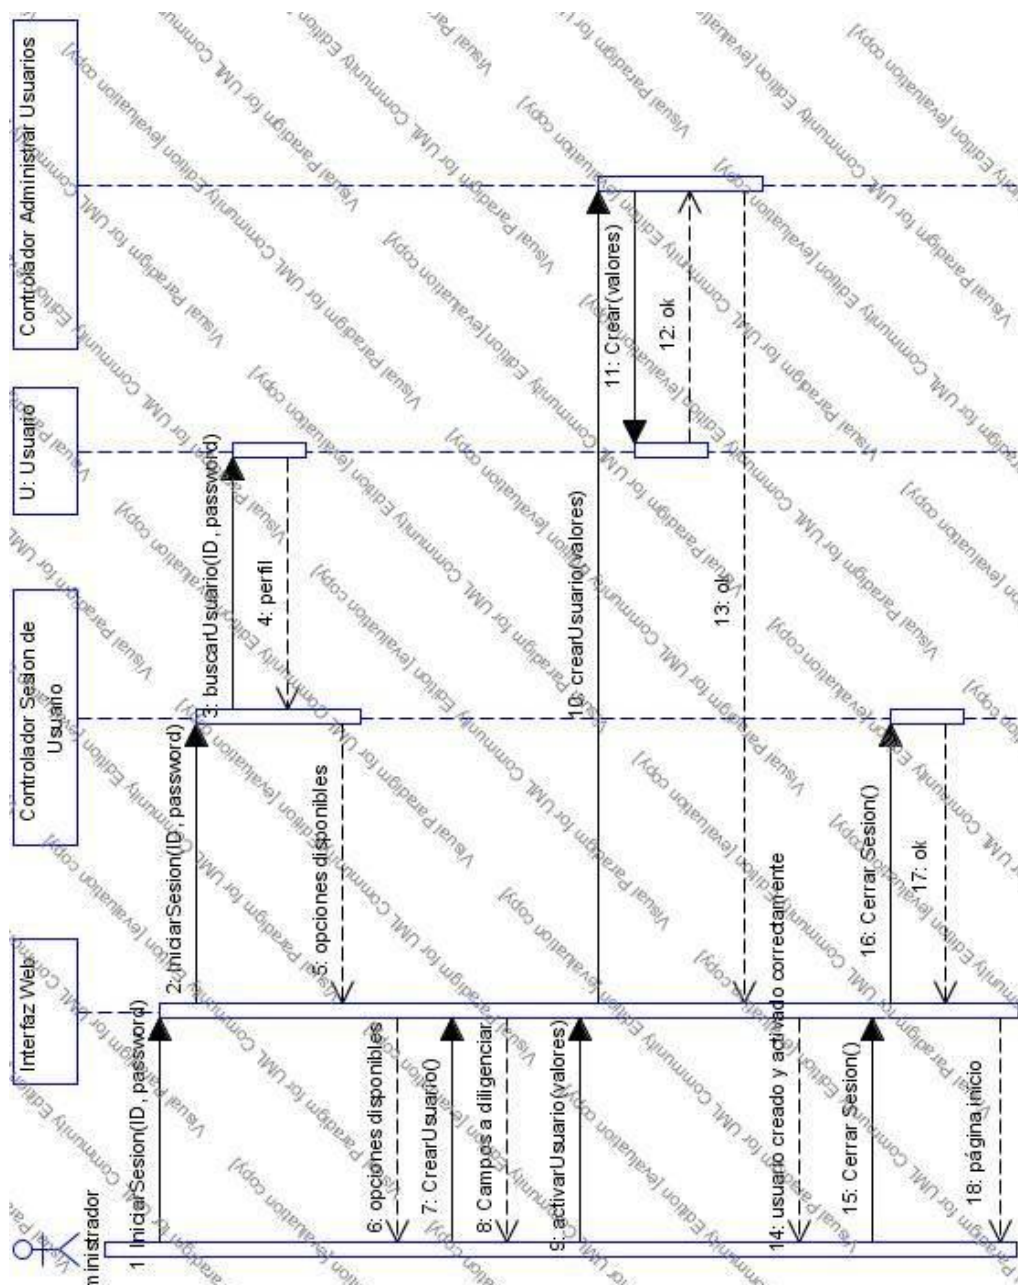 ministrador
Interfaz Web
Controlador Sesion de
Usuario
U: Usuario
Controlador Administrar Usuarios
1 IniciarSesion(ID, password)
2: IniciarSesion(ID, password)
3: buscarUsuario(ID, password)
4: perfil
5: opciones disponibles
6: opciones disponibles
7: CrearUsuario()
8: Campos a diligenciar
9: activarUsuario(valores)
10: crearUsuario(valores)
11: Crear(valores)
12: ok
13: ok
14: usuario creado y activado correctamente
15: Cerrar Sesion()
16: Cerrar Sesion()
17: ok
18: página inicio
Visual Paradigm for UML Community Edition [evaluation copy]